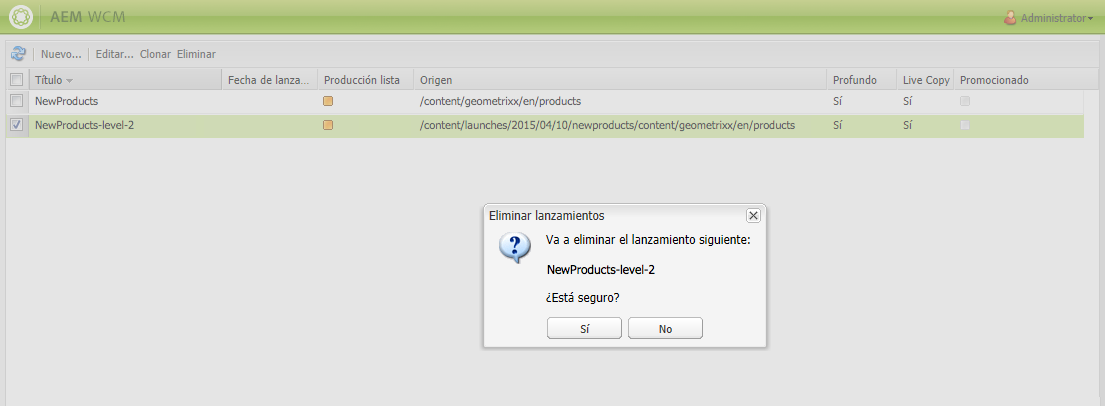 AEM WCM
Administrator
Nuevo... Editar... Clonar Eliminar
Título Fecha de lanza... Producción lista Origen Profundo Live Copy Promocionado
NewProducts /content/geometrixx/en/products Sí Sí
NewProducts-level-2 /content/launches/2015/04/10/newproducts/content/geometrixx/en/products Sí Sí
Eliminar lanzamientos
Va a eliminar el lanzamiento siguiente:
NewProducts-level-2
¿Está seguro?
Sí No